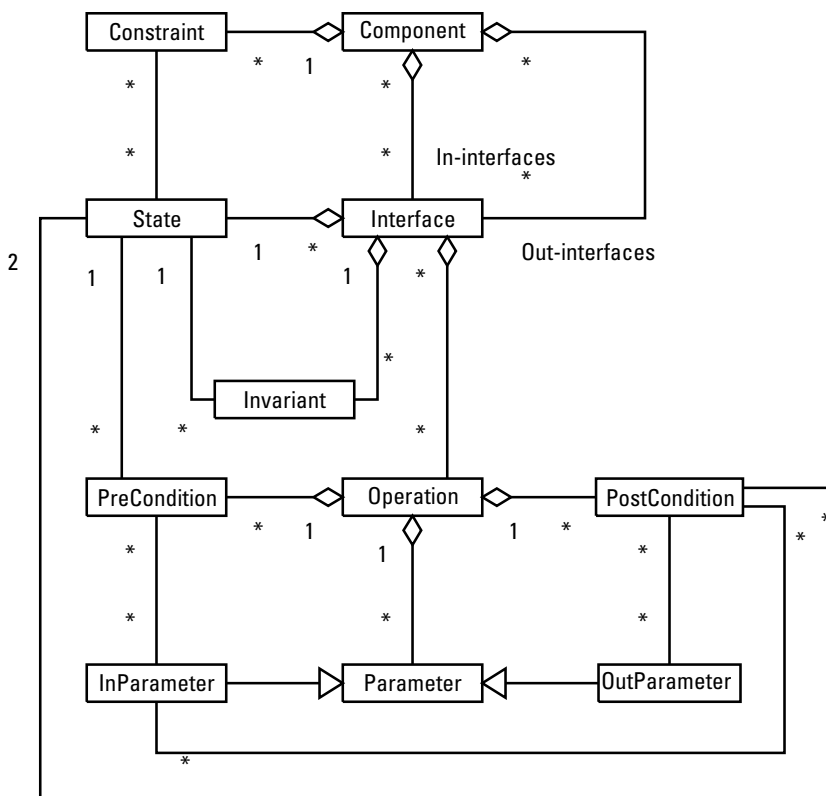 Constraint
Component
* 1 *
* *
* *
In-interfaces
*
State
Interface
Out-interfaces
2
1 1 1 * 1 *
*
Invariant
* * *
PreCondition
Operation
PostCondition
*
* 1 1 * *
* 1 *
* * *
InParameter
Parameter
OutParameter
*